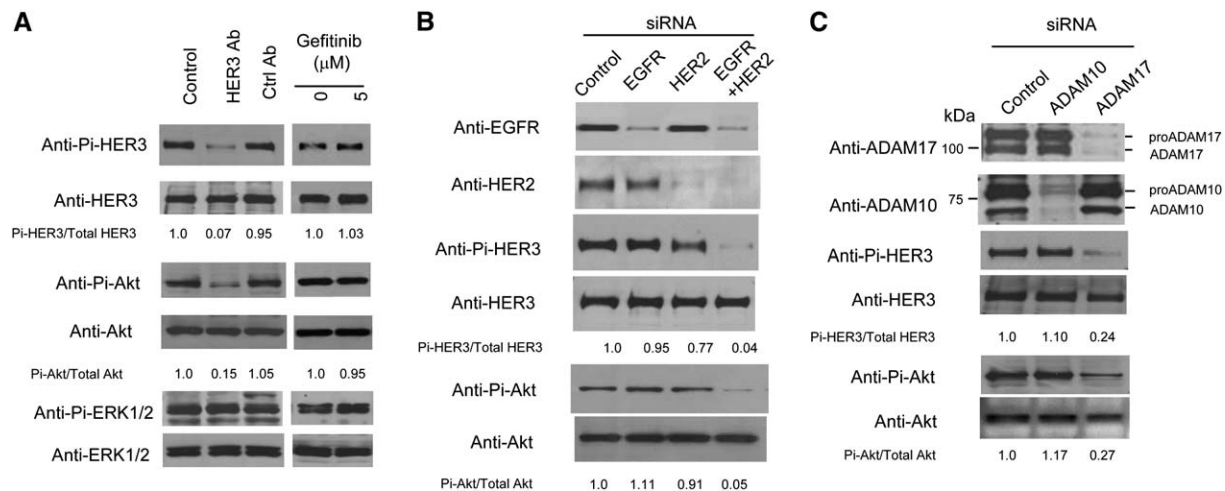 A
Control
HER3 Ab
Ctrl Ab
Gefitinib
(μM)
0
5
Anti-Pi-HER3
Anti-HER3
Pi-HER3/Total HER3 1.0 0.07 0.95 1.0 1.03
Anti-Pi-Akt
Anti-Akt
Pi-Akt/Total Akt 1.0 0.15 1.05 1.0 0.95
Anti-Pi-ERK1/2
Anti-ERK1/2
B
siRNA
Control
EGFR
HER2
EGFR
+HER2
Anti-EGFR
Anti-HER2
Anti-Pi-HER3
Anti-HER3
Pi-HER3/Total HER3 1.0 0.95 0.77 0.04
Anti-Pi-Akt
Anti-Akt
Pi-Akt/Total Akt 1.0 1.11 0.91 0.05
C
siRNA
Control
ADAM10
ADAM17
kDa
Anti-ADAM17
100
proADAM17
ADAM17
Anti-ADAM10
75
proADAM10
ADAM10
Anti-Pi-HER3
Anti-HER3
Pi-HER3/Total HER3 1.0 1.10 0.24
Anti-Pi-Akt
Anti-Akt
Pi-Akt/Total Akt 1.0 1.17 0.27